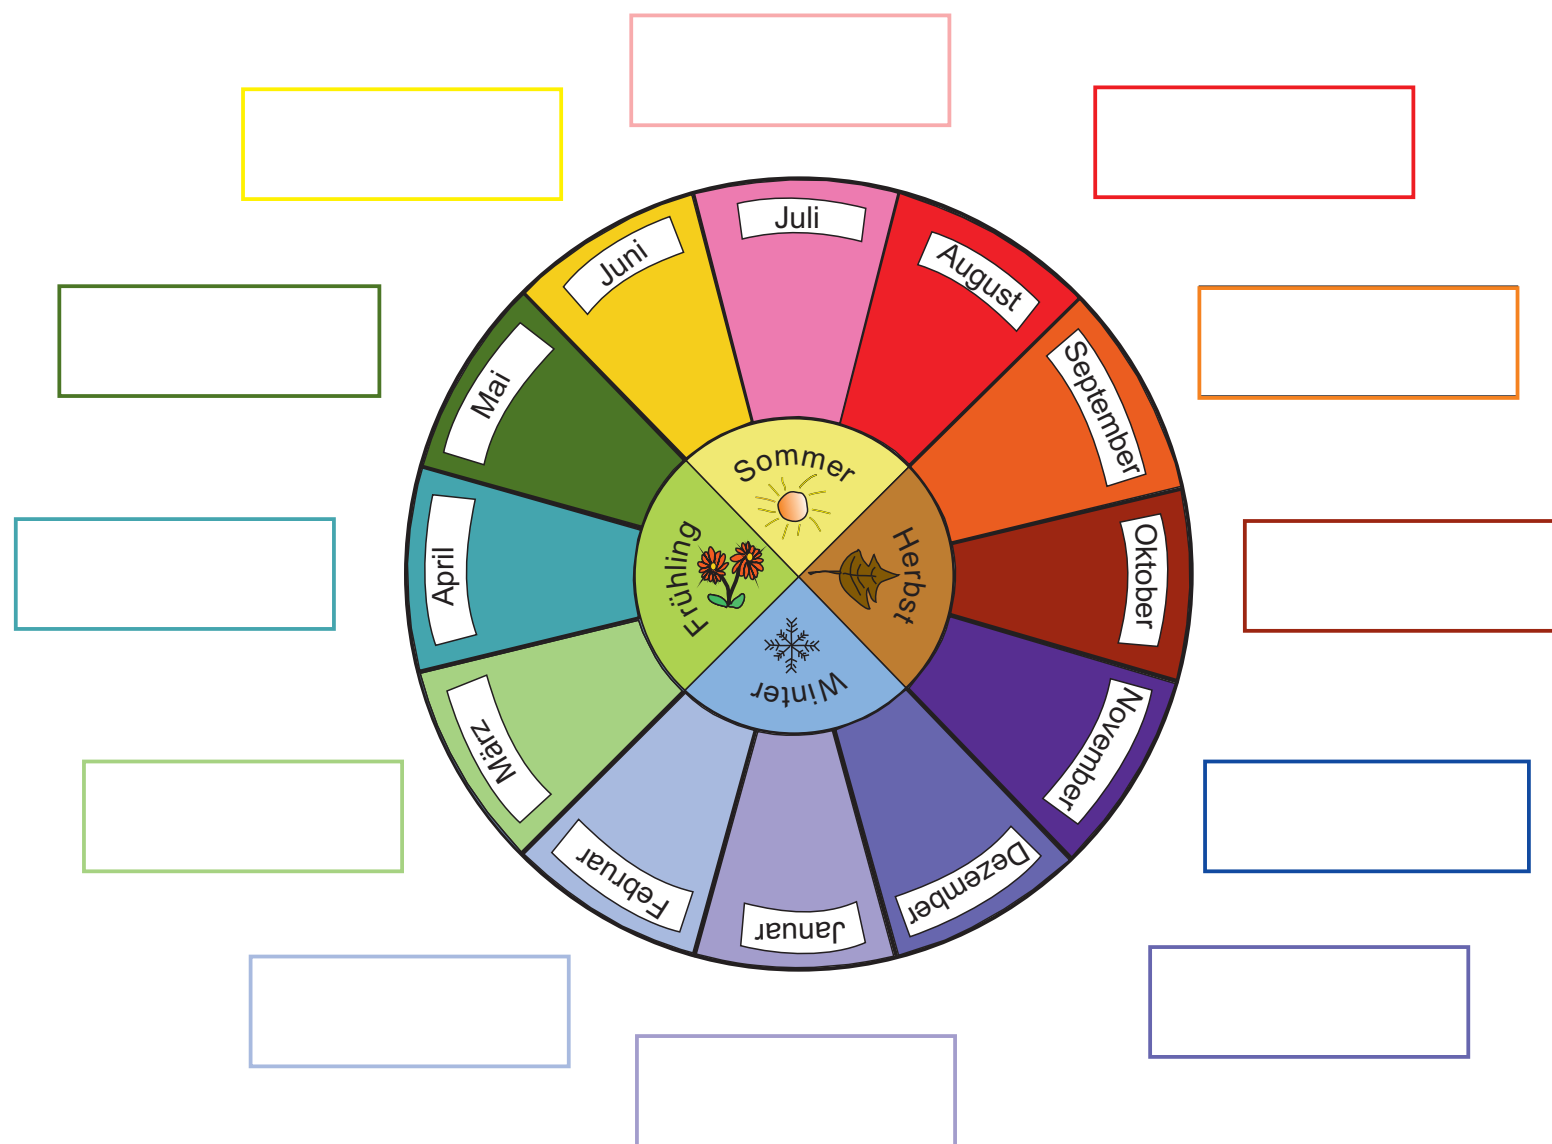 Juli
August
September
Oktober
November
Dezember
Januar
Februar
März
April
Mai
Juni
Sommer
Herbst
Winter
Frühling